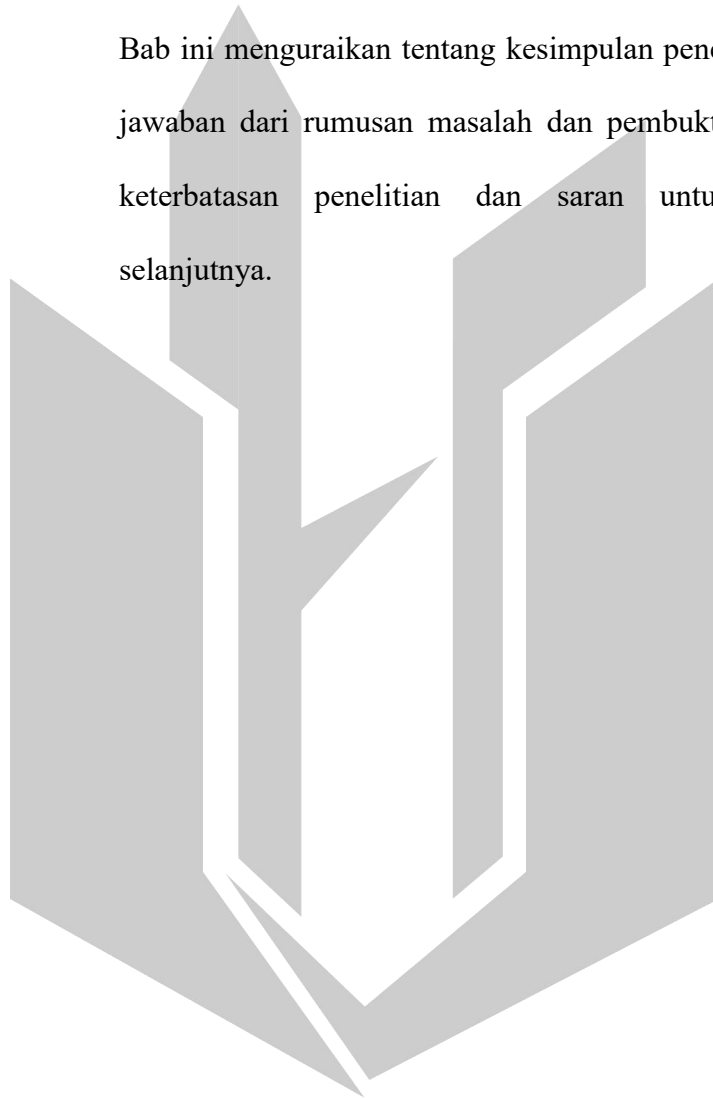 Bab ini menguraikan tentang kesimpulan
jawaban dari rumusan masalah dan
keterbatasan penelitian dan saran
selanjutnya.